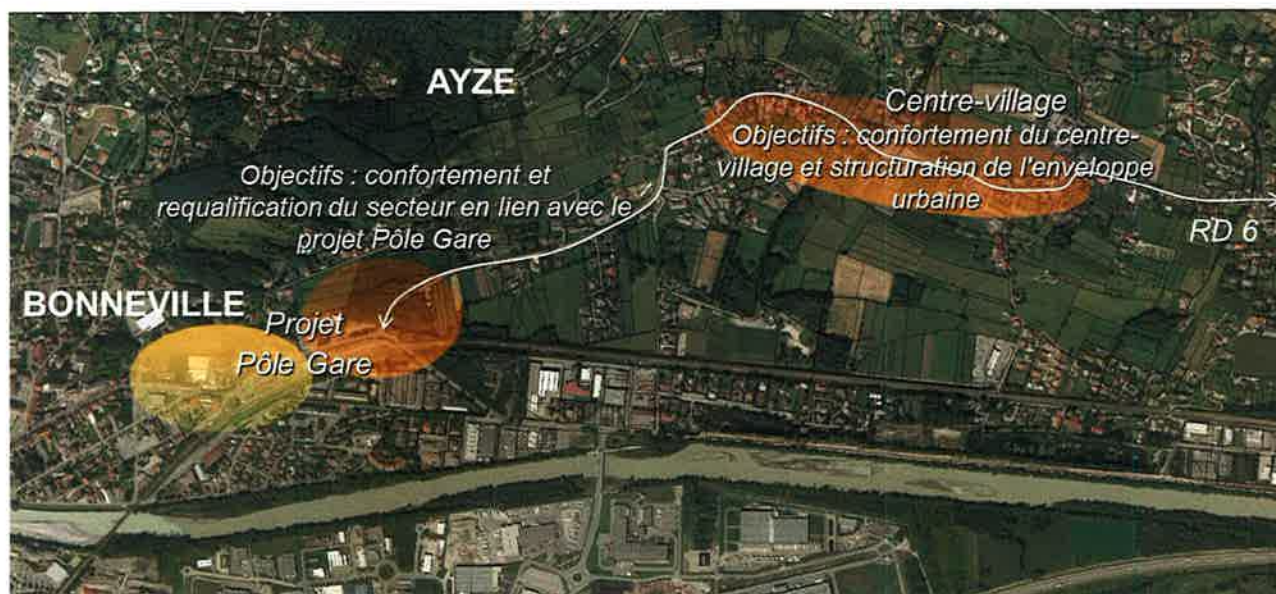 AYZE
Centre-village
Objectifs : confortement du centre-
village et structuration de l'enveloppe
urbaine
Objectifs : confortement et
requalification du secteur en lien avec le
projet Pôle Gare
RD 6
BONNEVILLE
Projet
Pôle Gare